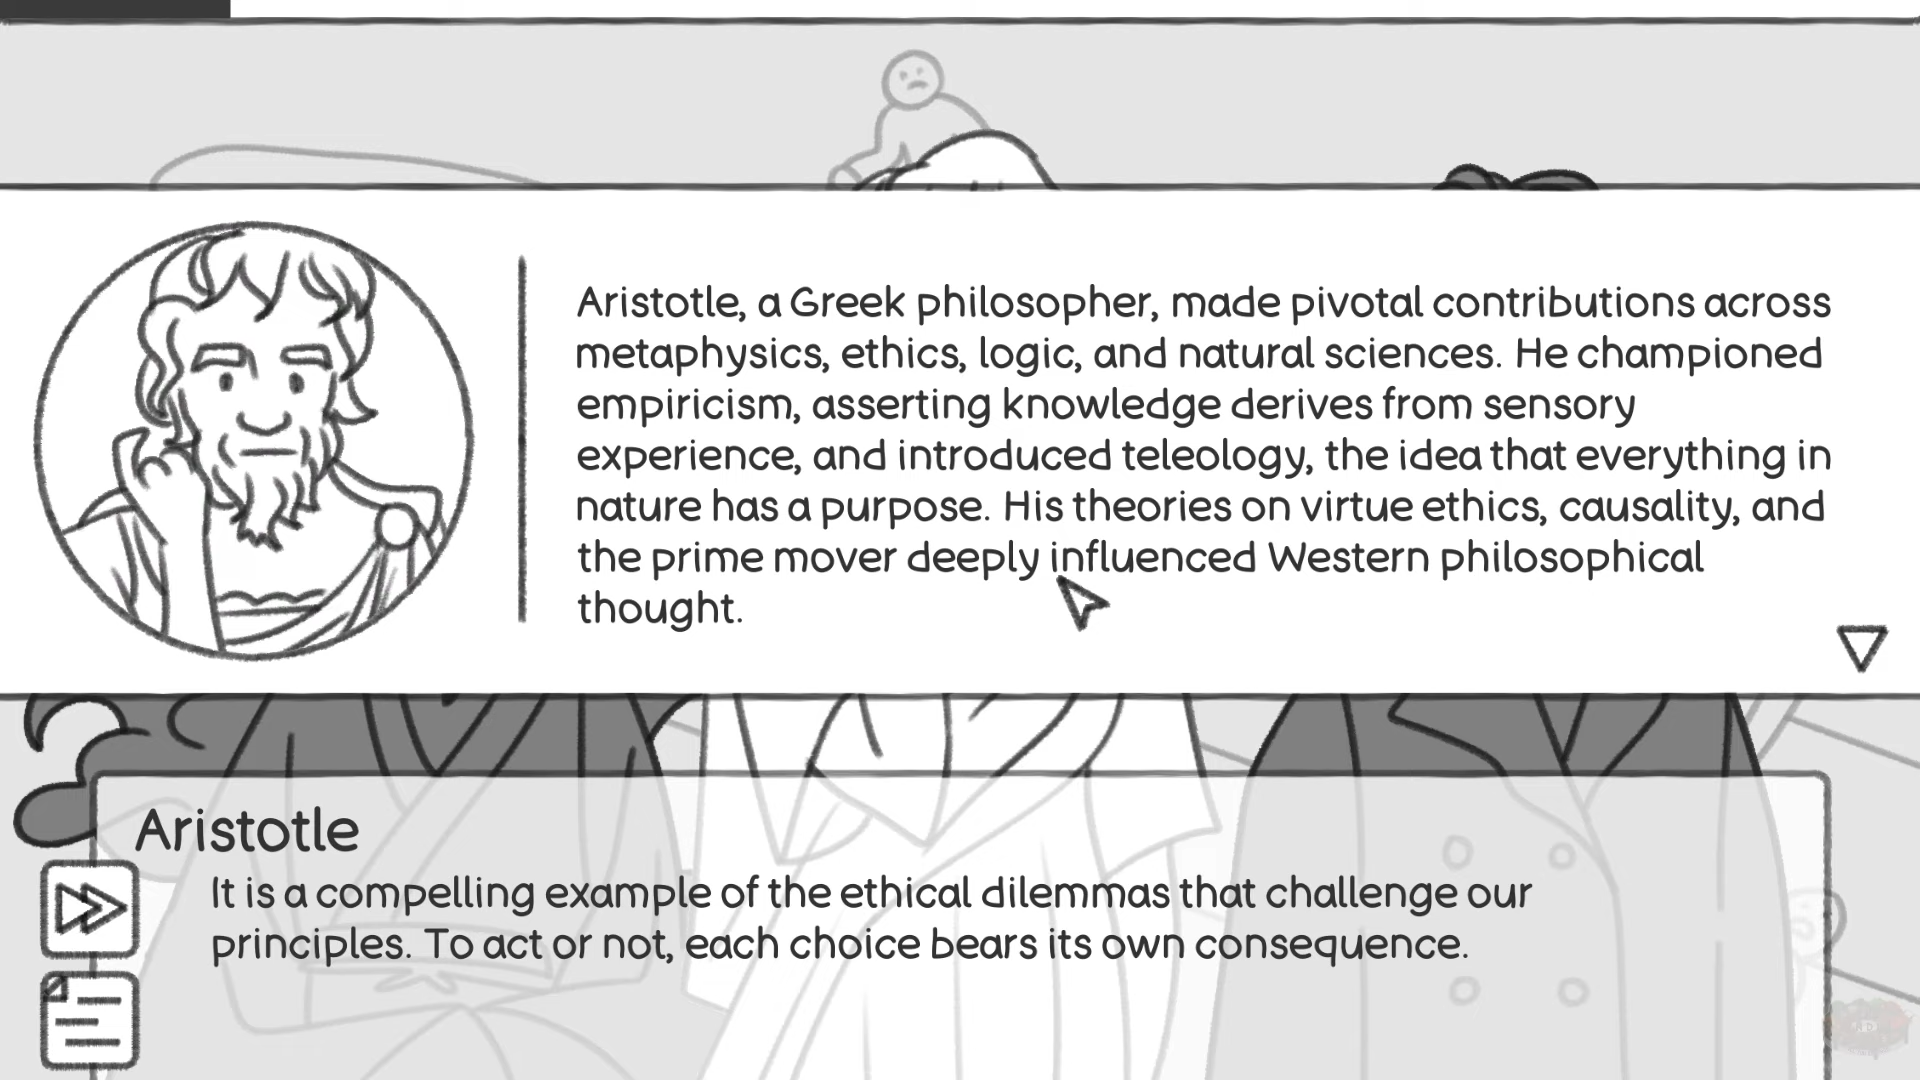 Aristotle, a Greek philosopher, made pivotal contributions across
metaphysics, ethics, logic, and natural sciences. He championed
empiricism, asserting knowledge derives from sensory
experience, and introduced teleology, the idea that everything in
nature has a purpose. His theories on virtue ethics, causality, and
the prime mover deeply influenced Western philosophical
thought.
Aristotle
It is a compelling example of the ethical dilemmas that challenge our
principles. To act or not, each choice bears its own consequence.